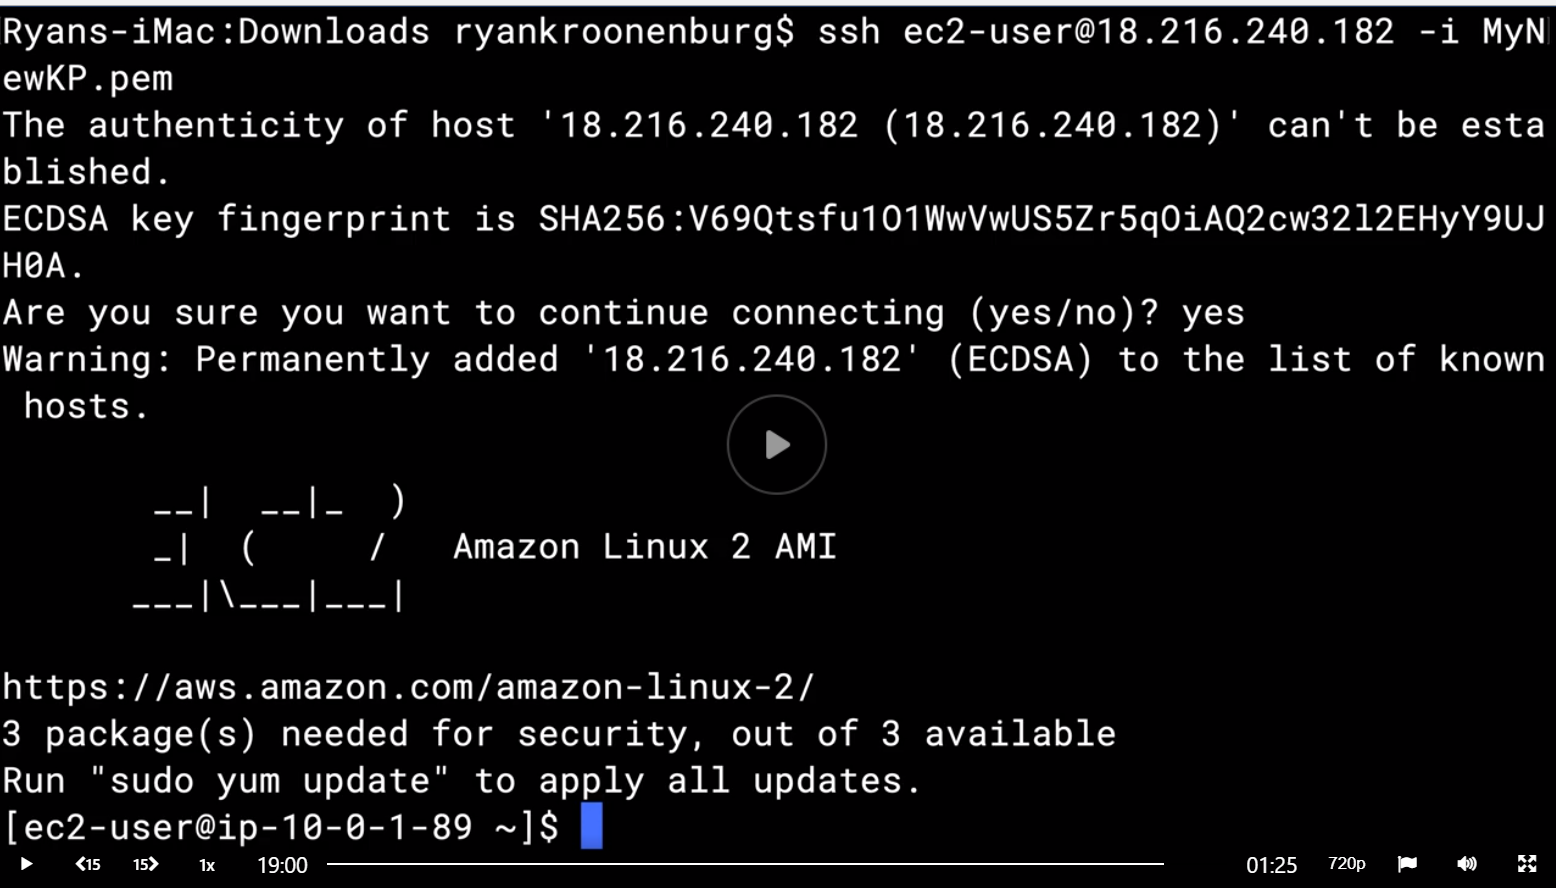 Ryans-iMac:Downloads ryankroonenburg$ ssh ec2-user@18.216.240.182 -i MyN
ewKP.pem
The authenticity of host '18.216.240.182 (18.216.240.182)' can't be esta
blished.
ECDSA key fingerprint is SHA256:V69Qtsfu1O1WwVwUS5Zr5qOiAQ2cw32l2EHyY9UJ
H0A.
Are you sure you want to continue connecting (yes/no)? yes
Warning: Permanently added '18.216.240.182' (ECDSA) to the list of known
 hosts.
       __|  __|_  )
       _|  (     /   Amazon Linux 2 AMI
      ___|\___|___|
https://aws.amazon.com/amazon-linux-2/
3 package(s) needed for security, out of 3 available
Run "sudo yum update" to apply all updates.
[ec2-user@ip-10-0-1-89 ~]$
15 15 1x 19:00 01:25 720p